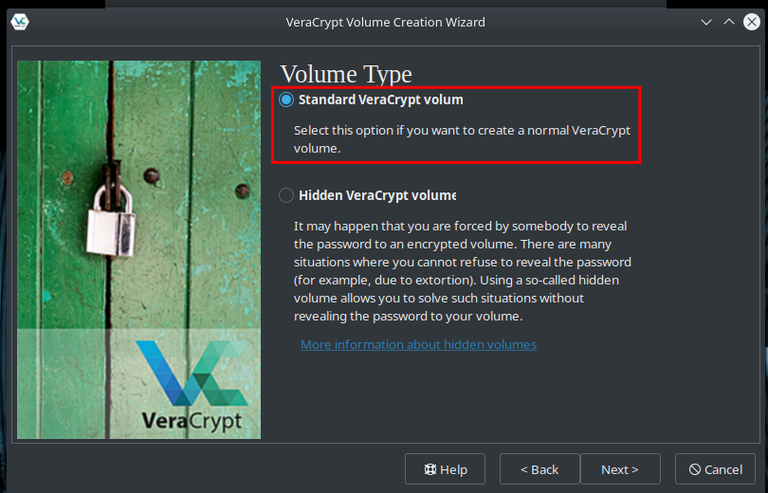 VeraCrypt Volume Creation Wizard
Volume Type
Standard VeraCrypt volum
Select this option if you want to create a normal VeraCrypt
volume.
Hidden VeraCrypt volume
It may happen that you are forced by somebody to reveal
the password to an encrypted volume. There are many
situations where you cannot refuse to reveal the password
(for example, due to extortion). Using a so-called hidden
volume allows you to solve such situations without
revealing the password to your volume.
More information about hidden volumes
VeraCrypt
Help
< Back
Next >
Cancel